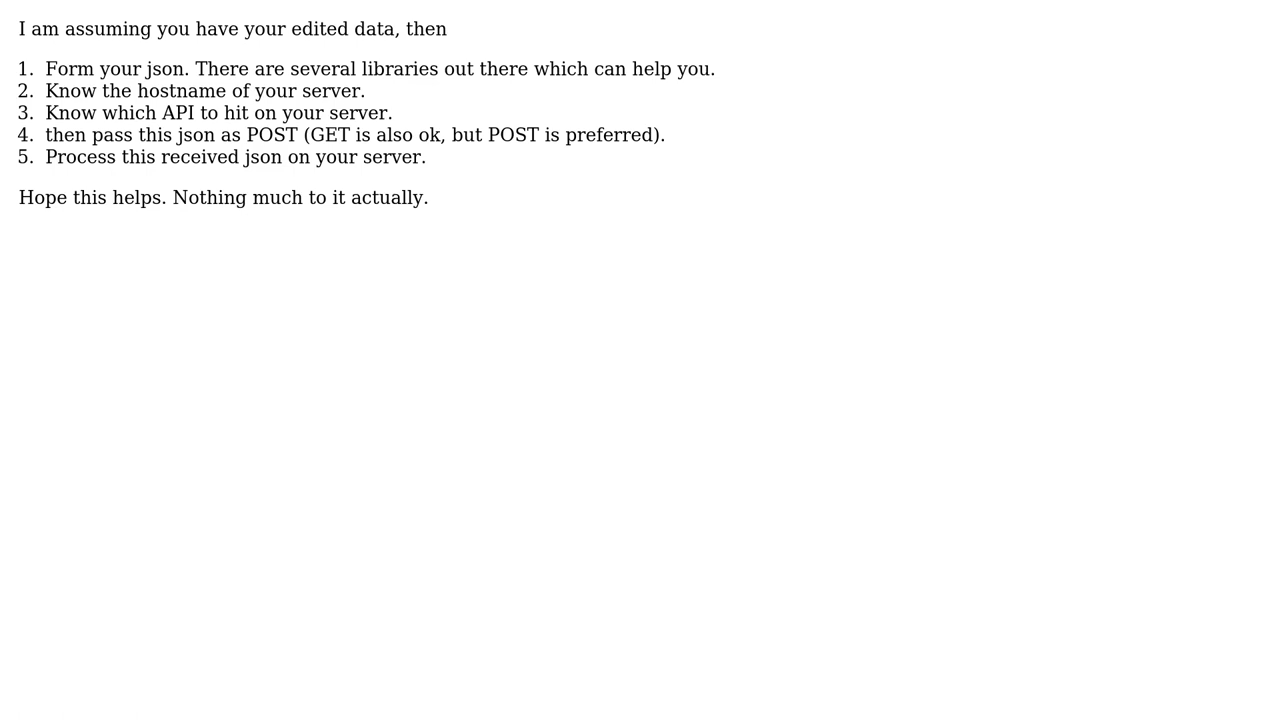 I am assuming you have your edited data, then
1. Form your json. There are several libraries out there which can help you.
2. Know the hostname of your server.
3. Know which API to hit on your server.
4. then pass this json as POST (GET is also ok, but POST is preferred).
5. Process this received json on your server.
Hope this helps. Nothing much to it actually.